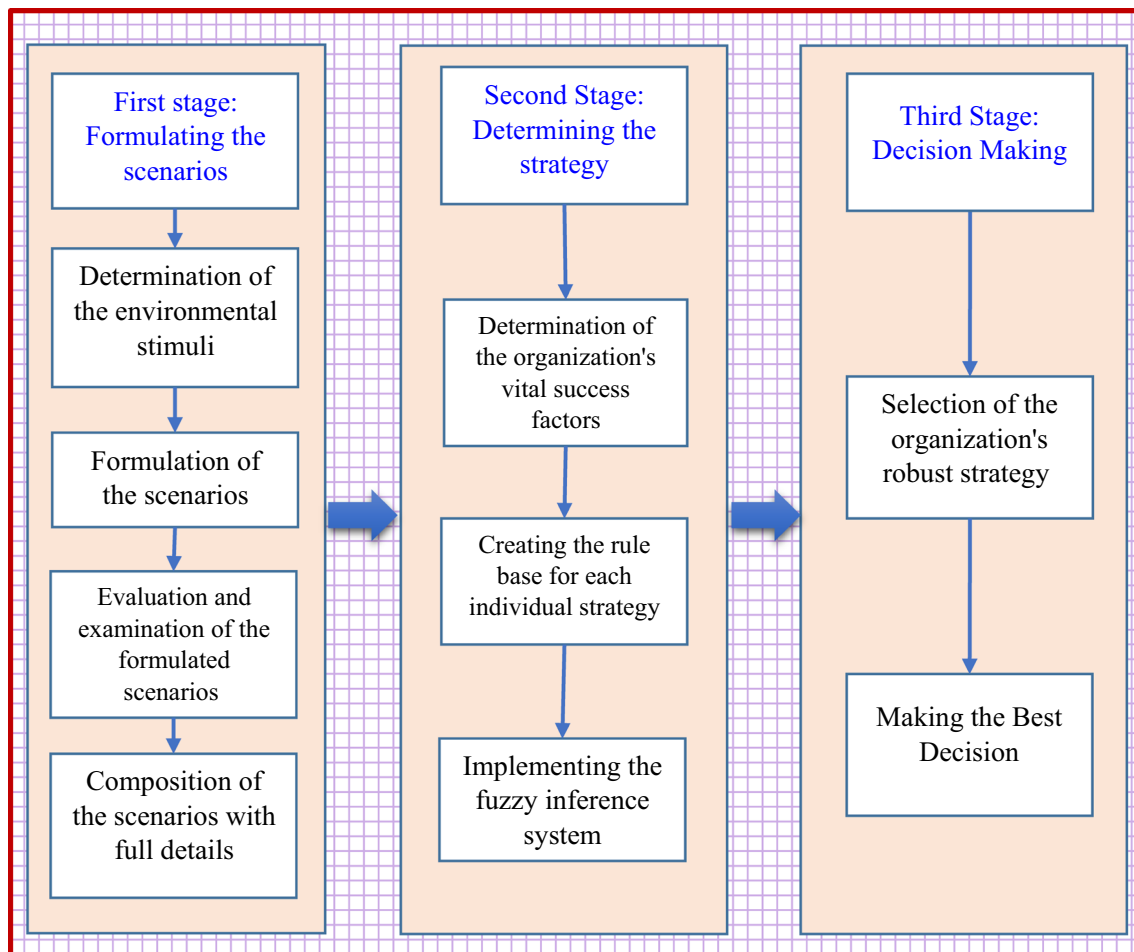 First stage:
Formulating the
scenarios
Determination of
the environmental
stimuli
Formulation of
the scenarios
Evaluation and
examination of the
formulated
scenarios
Composition of
the scenarios with
full details
Second Stage:
Determining the
strategy
Determination of
the organization's
vital success
factors
Creating the rule
base for each
individual strategy
Implementing the
fuzzy inference
system
Third Stage:
Decision Making
Selection of the
organization's
robust strategy
Making the Best
Decision